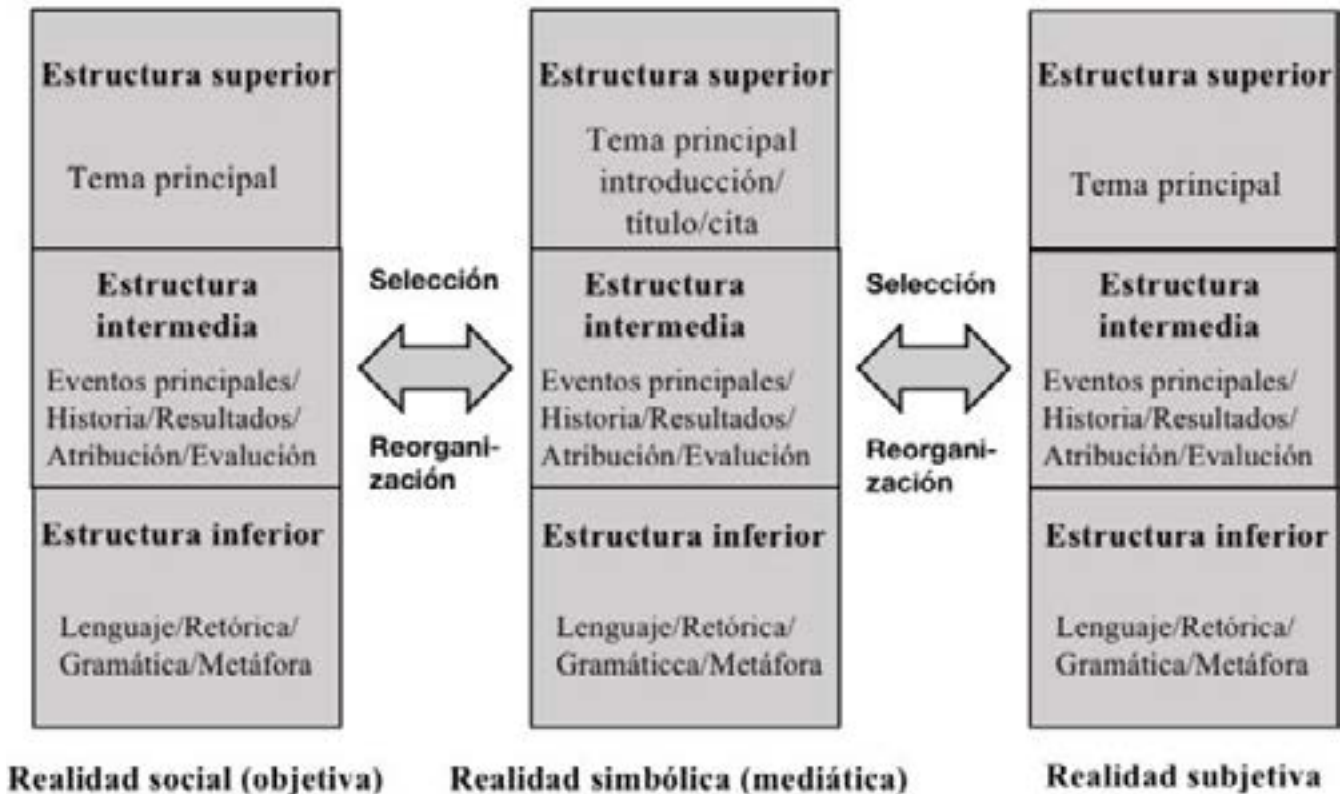 Estructura superior
Tema principal
Estructura intermedia
Eventos principales/
Historia/Resultados/
Atribución/Evalución
Estructura inferior
Lenguaje/Retórica/
Gramática/Metáfora
Realidad social (objetiva)
Selección
Reorgani-
zación
Estructura superior
Tema principal
introducción/
título/cita
Estructura
intermedia
Eventos principales/
Historia/Resultados/
Atribución/Evalución
Estructura inferior
Lenguaje/Retórica/
Gramáticca/Metáfora
Realidad simbólica (mediática)
Selección
Reorgani-
zación
Estructura superior
Tema principal
Estructura
intermedia
Eventos principales/
Historia/Resultados/
Atribución/Evalución
Estructura inferior
Lenguaje/Retórica/
Gramática/Metáfora
Realidad subjetiva